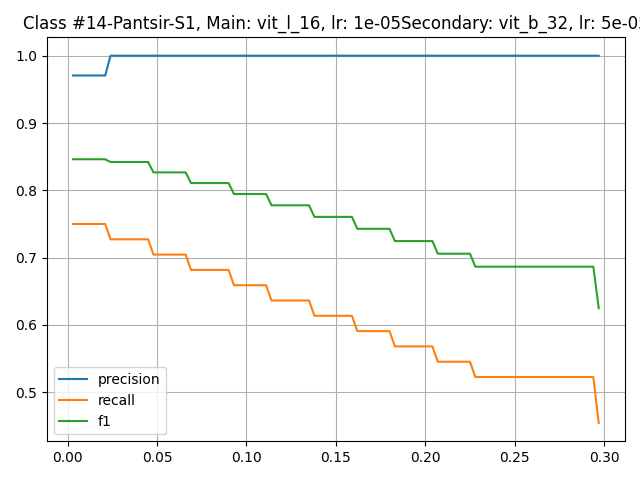 Class #14-Pantsir-S1, Main: vit_l_16, lr: 1e-05Secondary: vit_b_32, lr: 5e-05
1.0
0.9
0.8
0.7
0.6
0.5
precision
recall
f1
0.00 0.05 0.10 0.15 0.20 0.25 0.30